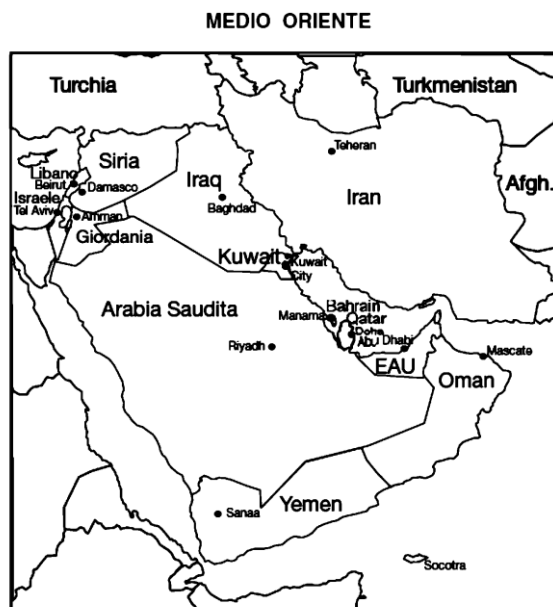 MEDIO ORIENTE
Turchia
Turkmenistan
Teheran
Siria
Libano
Beirut
Damasco
Iraq
Iran
Afgh.
Israele
Tel Aviv
Baghdad
Amman
Giordania
Kuwait
Kuwait
City
Arabia Saudita
Bahrain
Manama
Qatar
Doha
Abu Dhabi
Riyadh
EAU
Mascate
Oman
Yemen
Sanaa
Socotra